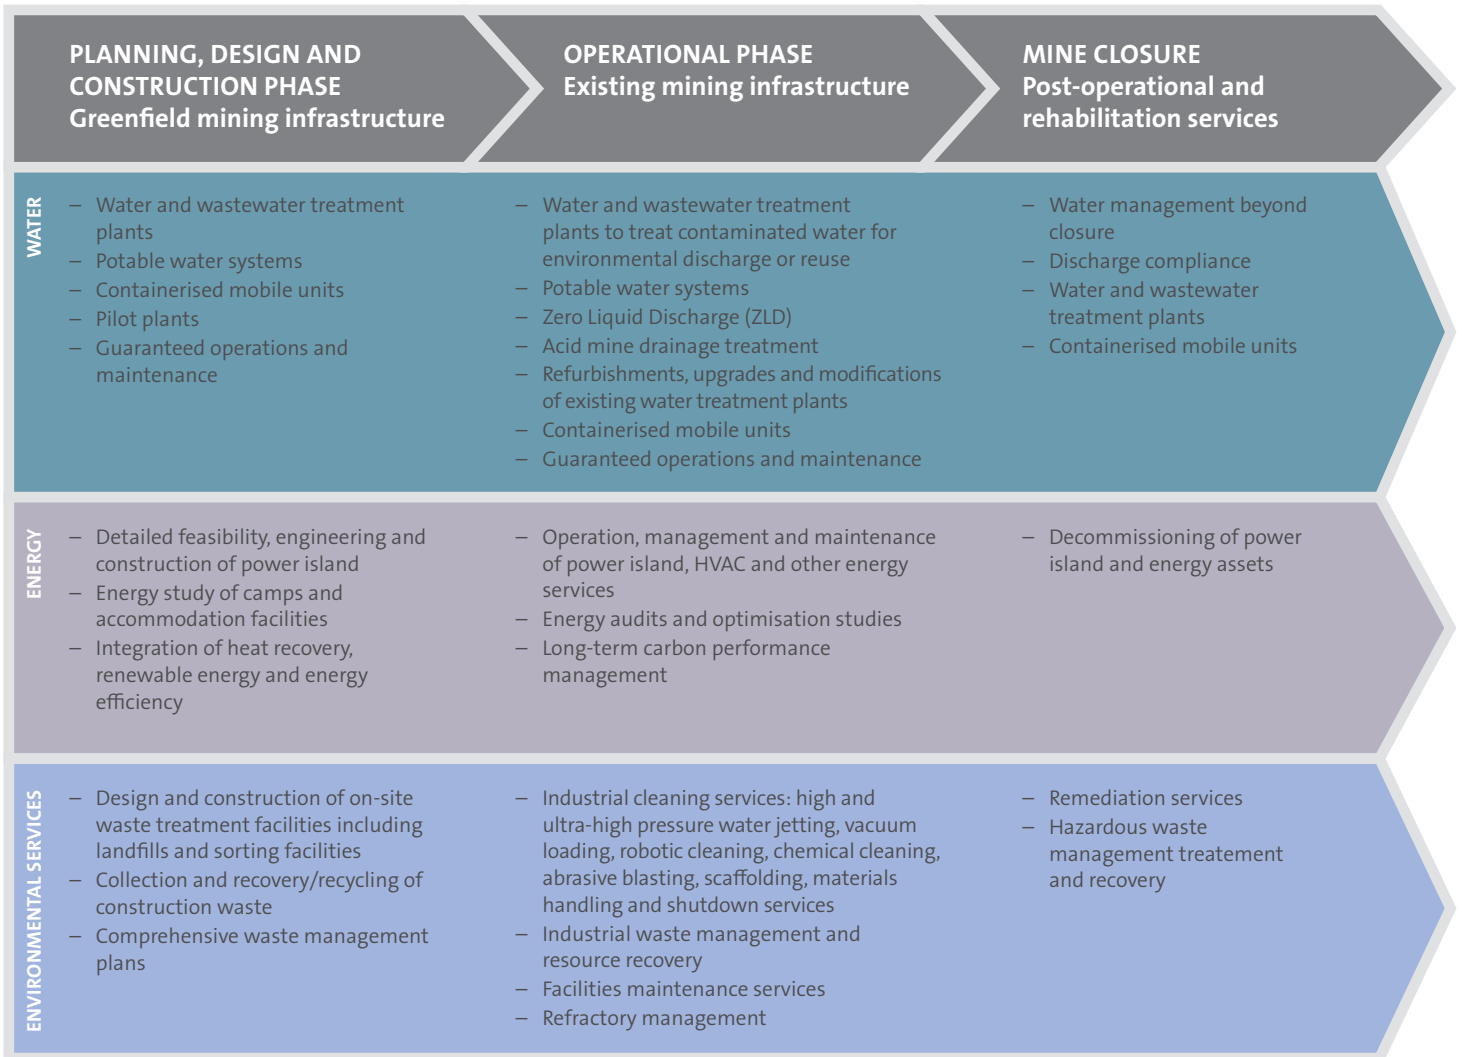 PLANNING, DESIGN AND
CONSTRUCTION PHASE
Greenfield mining infrastructure
OPERATIONAL PHASE
Existing mining infrastructure
MINE CLOSURE
Post-operational and
rehabilitation services
WATER
– Water and wastewater treatment
plants
– Potable water systems
– Containerised mobile units
– Pilot plants
– Guaranteed operations and
maintenance
– Water and wastewater treatment
plants to treat contaminated water for
environmental discharge or reuse
– Potable water systems
– Zero Liquid Discharge (ZLD)
– Acid mine drainage treatment
– Refurbishments, upgrades and modifications
of existing water treatment plants
– Containerised mobile units
– Guaranteed operations and maintenance
– Water management beyond
closure
– Discharge compliance
– Water and wastewater
treatment plants
– Containerised mobile units
ENERGY
– Detailed feasibility, engineering and
construction of power island
– Energy study of camps and
accommodation facilities
– Integration of heat recovery,
renewable energy and energy
efficiency
– Operation, management and maintenance
of power island, HVAC and other energy
services
– Energy audits and optimisation studies
– Long-term carbon performance
management
– Decommissioning of power
island and energy assets
ENVIRONMENTAL SERVICES
– Design and construction of on-site
waste treatment facilities including
landfills and sorting facilities
– Collection and recovery/recycling of
construction waste
– Comprehensive waste management
plans
– Industrial cleaning services: high and
ultra-high pressure water jetting, vacuum
loading, robotic cleaning, chemical cleaning,
abrasive blasting, scaffolding, materials
handling and shutdown services
– Industrial waste management and
resource recovery
– Facilities maintenance services
– Refractory management
– Remediation services
– Hazardous waste
management treatement
and recovery